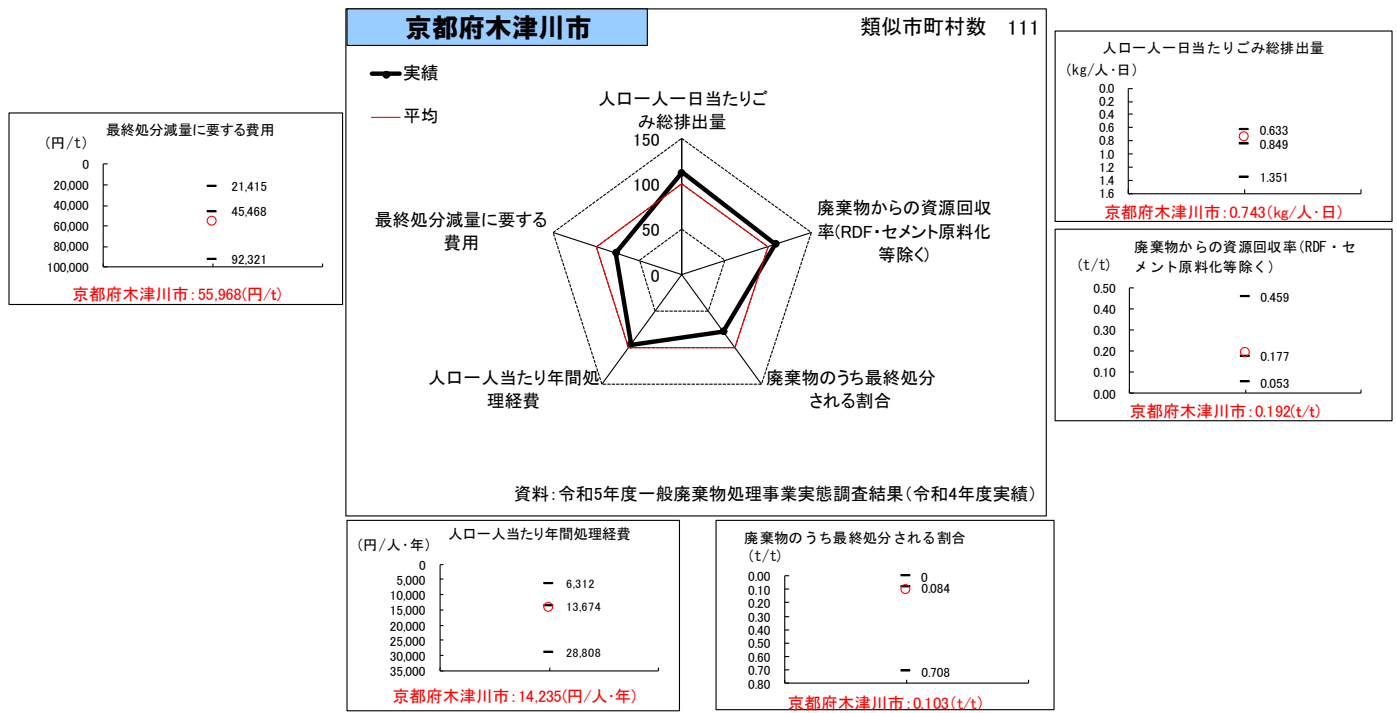 京都府木津川市
類似市町村数 111
実績
平均
人口一人一日当たりご
み総排出量
廃棄物からの資源回収
率(RDF・セメント原料化
等除く)
廃棄物のうち最終処分
される割合
人口一人当たり年間処
理経費
最終処分減量に要する
費用
150
100
50
0
資料:令和5年度一般廃棄物処理事業実態調査結果(令和4年度実績)
最終処分減量に要する費用
(円/t)
0
20,000
40,000
60,000
80,000
100,000
21,415
45,468
92,321
京都府木津川市:55,968(円/t)
人口一人一日当たりごみ総排出量
(kg/人・日)
0.0
0.2
0.4
0.6
0.8
1.0
1.2
1.4
1.6
0.633
0.849
1.351
京都府木津川市:0.743(kg/人・日)
廃棄物からの資源回収率(RDF・セ
メント原料化等除く)
(t/t)
0.50
0.40
0.30
0.20
0.10
0.00
0.459
0.177
0.053
京都府木津川市:0.192(t/t)
人口一人当たり年間処理経費
(円/人・年)
0
5,000
10,000
15,000
20,000
25,000
30,000
35,000
6,312
13,674
28,808
京都府木津川市:14,235(円/人・年)
廃棄物のうち最終処分される割合
(t/t)
0.00
0.10
0.20
0.30
0.40
0.50
0.60
0.70
0.80
0
0.084
0.708
京都府木津川市:0.103(t/t)